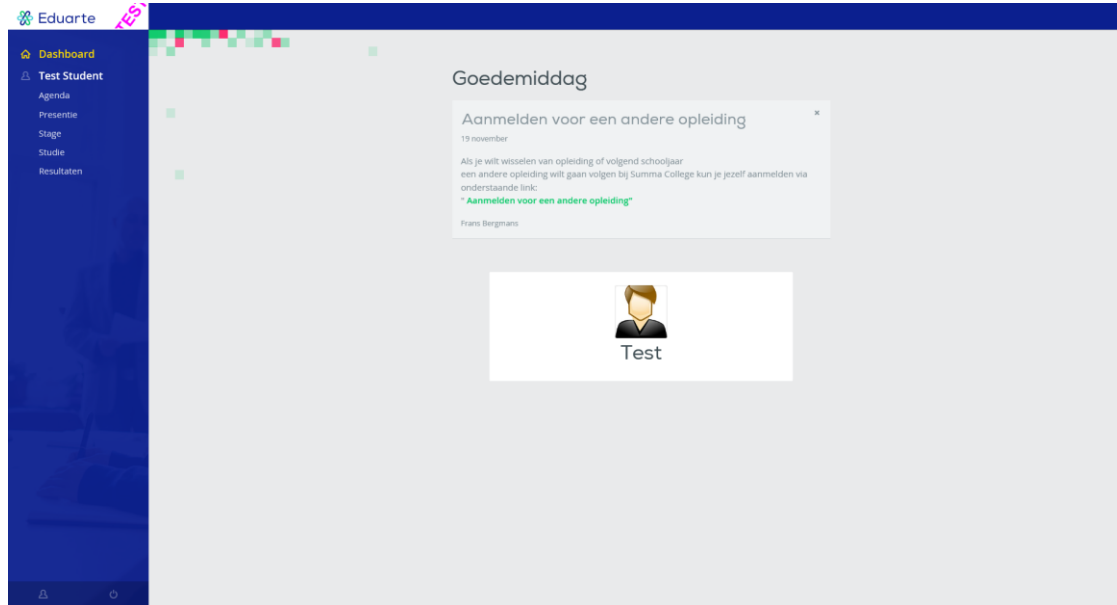 Eduarte
TEST
Dashboard
Test Student
Agenda
Presentie
Stage
Studie
Resultaten
Goedemiddag
Aanmelden voor een andere opleiding
19 november
Als je wilt wisselen van opleiding of volgend schooljaar
een andere opleiding wilt gaan volgen bij Summa College kun je jezelf aanmelden via
onderstaande link:
" Aanmelden voor een andere opleiding"
Frans Bergmans
Test